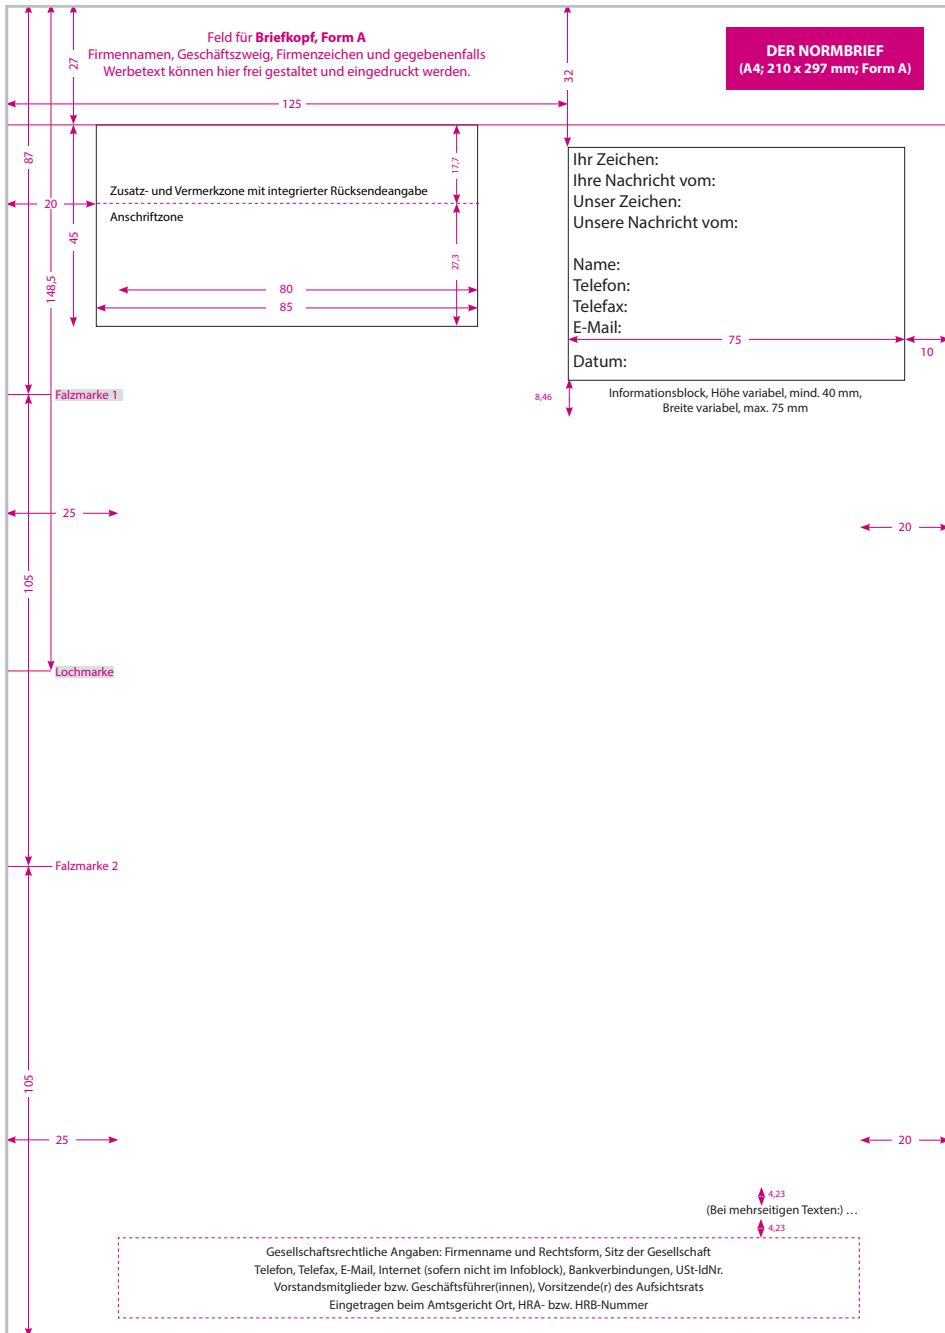 Feld für Briefkopf, Form A
Firmennamen, Geschäftszweig, Firmenzeichen und gegebenenfalls
Werbetext können hier frei gestaltet und eingedruckt werden.
DER NORMBRIEF
(A4; 210 x 297 mm; Form A)
27
32
125
87
17,7
Zusatz- und Vermerkzone mit integrierter Rücksendeangabe
20
Anschriftzone
45
27,3
148,5
80
85
Ihr Zeichen:
Ihre Nachricht vom:
Unser Zeichen:
Unsere Nachricht vom:
Name:
Telefon:
Telefax:
E-Mail:
75
10
Datum:
Falzmarke 1
8,46
Informationsblock, Höhe variabel, mind. 40 mm,
Breite variabel, max. 75 mm
25
20
105
Lochmarke
Falzmarke 2
105
25
20
4,23
(Bei mehrseitigen Texten:) …
4,23
Gesellschaftsrechtliche Angaben: Firmenname und Rechtsform, Sitz der Gesellschaft
Telefon, Telefax, E-Mail, Internet (sofern nicht im Infoblock), Bankverbindungen, USt-IdNr.
Vorstandsmitglieder bzw. Geschäftsführer(innen), Vorsitzende(r) des Aufsichtsrats
Eingetragen beim Amtsgericht Ort, HRA- bzw. HRB-Nummer